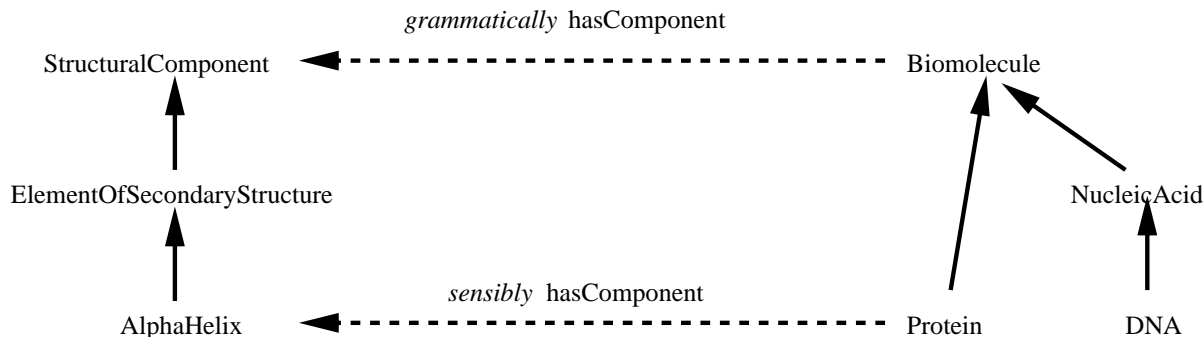 grammatically hasComponent
StructuralComponent
Biomolecule
ElementOfSecondaryStructure
NucleicAcid
sensibly hasComponent
AlphaHelix
Protein
DNA